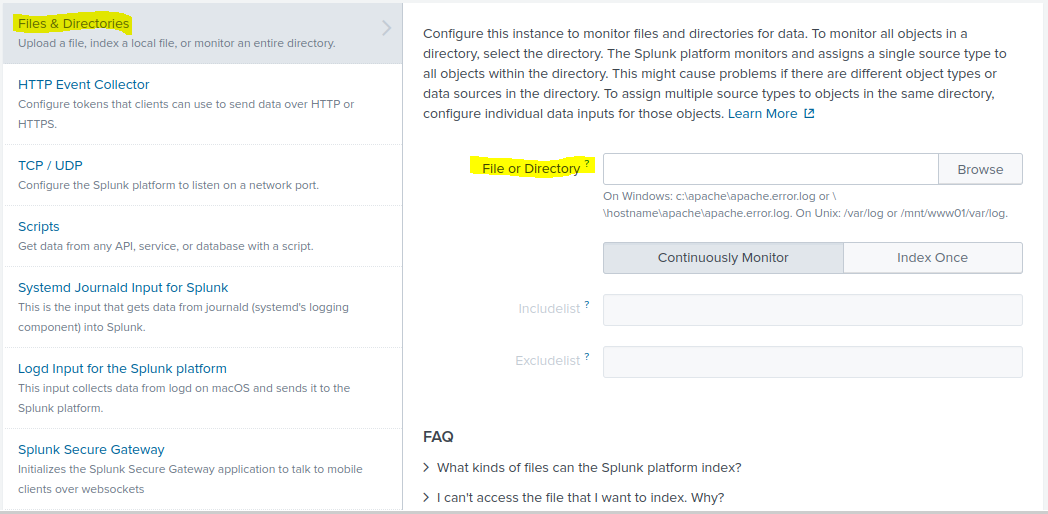 Files & Directories
Upload a file, index a local file, or monitor an entire directory.
HTTP Event Collector
Configure tokens that clients can use to send data over HTTP or
HTTPS.
TCP / UDP
Configure the Splunk platform to listen on a network port.
Scripts
Get data from any API, service, or database with a script.
Systemd Journald Input for Splunk
This is the input that gets data from journald (systemd's logging
component) into Splunk.
Logd Input for the Splunk platform
This input collects data from logd on macOS and sends it to the
Splunk platform.
Splunk Secure Gateway
Initializes the Splunk Secure Gateway application to talk to mobile
clients over websockets
Configure this instance to monitor files and directories for data. To monitor all objects in a
directory, select the directory. The Splunk platform monitors and assigns a single source type to
all objects within the directory. This might cause problems if there are different object types or
data sources in the directory. To assign multiple source types to objects in the same directory,
configure individual data inputs for those objects. Learn More
File or Directory ? Browse
On Windows: c:\apache\apache.error.log or \
\hostname\apache\apache.error.log. On Unix: /var/log or /mnt/www01/var/log.
Continuously Monitor Index Once
Includelist ?
Excludelist ?
FAQ
What kinds of files can the Splunk platform index?
I can't access the file that I want to index. Why?